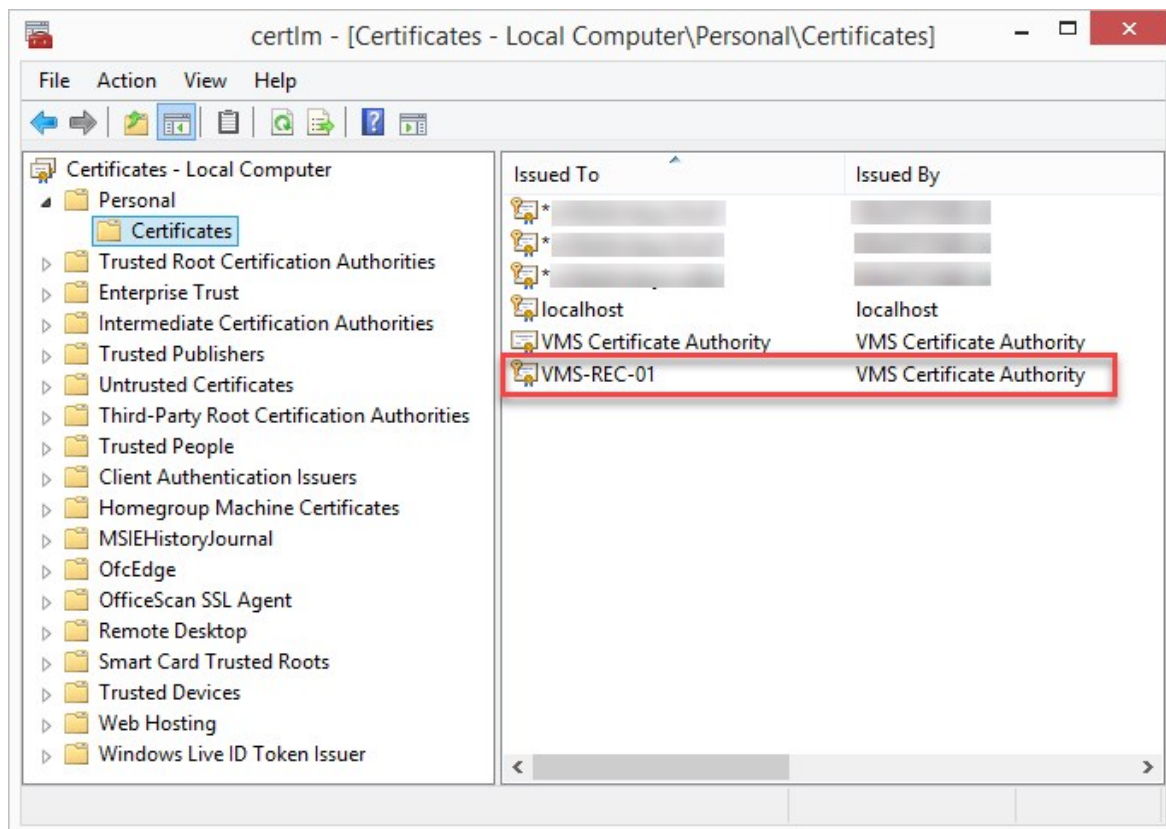 certlm - [Certificates - Local Computer\Personal\Certificates]
File Action View Help
Certificates - Local Computer
Personal
Certificates
Trusted Root Certification Authorities
Enterprise Trust
Intermediate Certification Authorities
Trusted Publishers
Untrusted Certificates
Third-Party Root Certification Authorities
Trusted People
Client Authentication Issuers
Homegroup Machine Certificates
MSIEHistoryJournal
OfcEdge
OfficeScan SSL Agent
Remote Desktop
Smart Card Trusted Roots
Trusted Devices
Web Hosting
Windows Live ID Token Issuer
Issued To Issued By
*
*
*
localhost localhost
VMS Certificate Authority VMS Certificate Authority
VMS-REC-01 VMS Certificate Authority